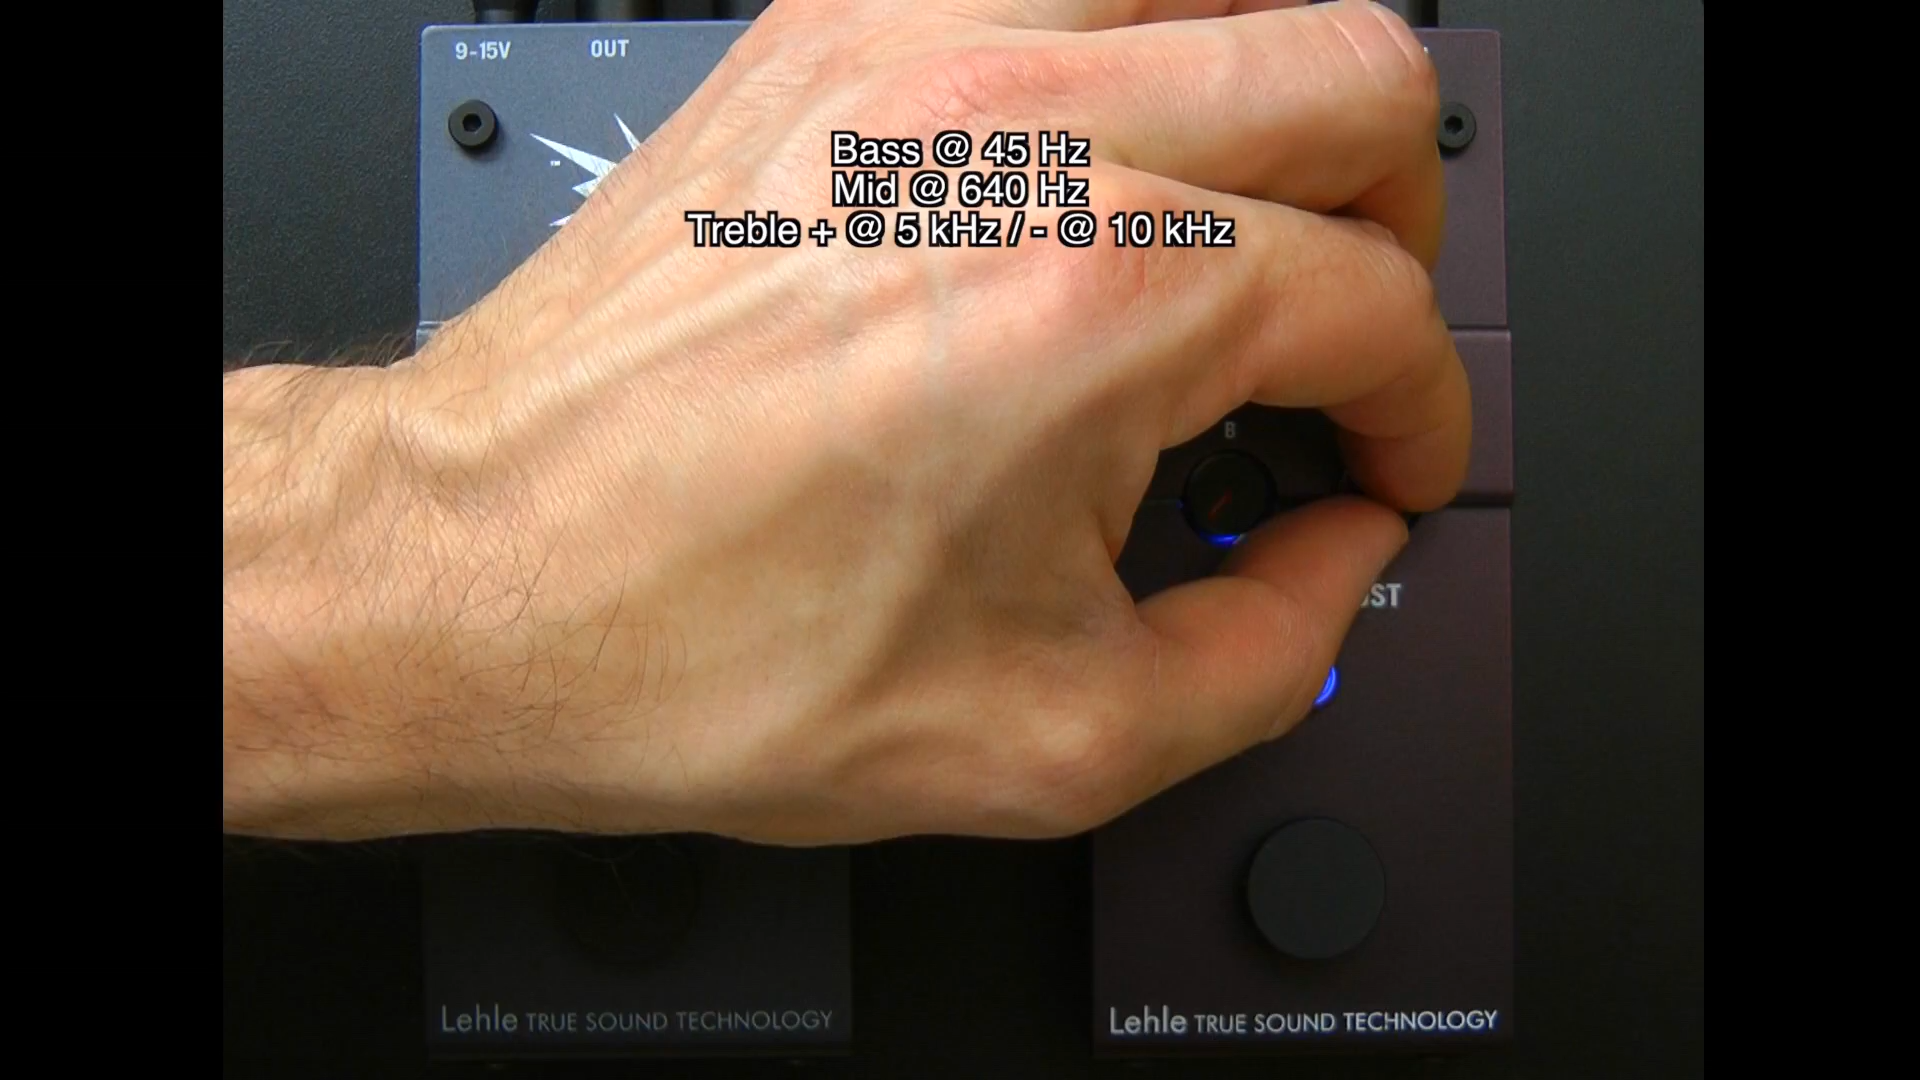 9-15V OUT
Bass @ 45 Hz
Mid @ 640 Hz
Treble + @ 5 kHz / - @ 10 kHz
B
Lehle TRUE SOUND TECHNOLOGY
Lehle TRUE SOUND TECHNOLOGY